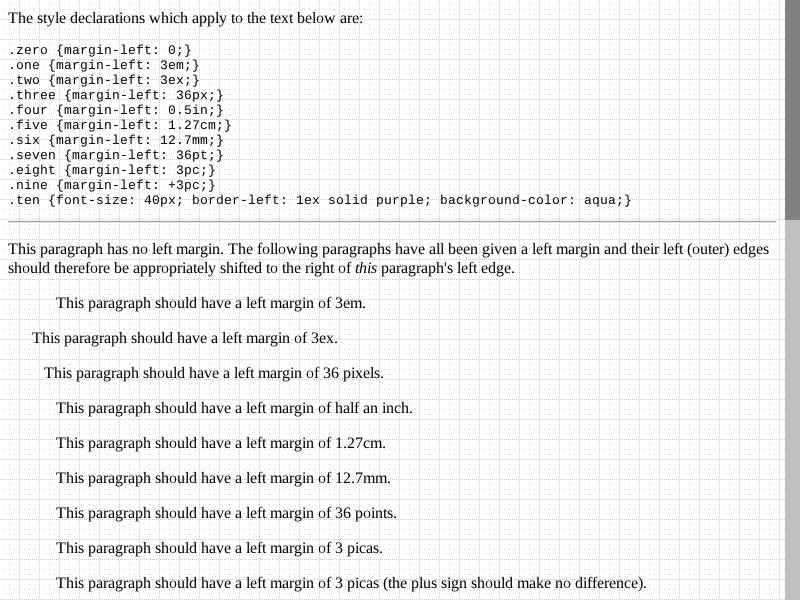 The style declarations which apply to the text below are:
.zero {margin-left: 0;}
.one {margin-left: 3em;}
.two {margin-left: 3ex;}
.three {margin-left: 36px;}
.four {margin-left: 0.5in;}
.five {margin-left: 1.27cm;}
.six {margin-left: 12.7mm;}
.seven {margin-left: 36pt;}
.eight {margin-left: 3pc;}
.nine {margin-left: +3pc;}
.ten {font-size: 40px; border-left: 1ex solid purple; background-color: aqua;}
This paragraph has no left margin. The following paragraphs have all been given a left margin and their left (outer) edges
should therefore be appropriately shifted to the right of this paragraph's left edge.
This paragraph should have a left margin of 3em.
This paragraph should have a left margin of 3ex.
This paragraph should have a left margin of 36 pixels.
This paragraph should have a left margin of half an inch.
This paragraph should have a left margin of 1.27cm.
This paragraph should have a left margin of 12.7mm.
This paragraph should have a left margin of 36 points.
This paragraph should have a left margin of 3 picas.
This paragraph should have a left margin of 3 picas (the plus sign should make no difference).